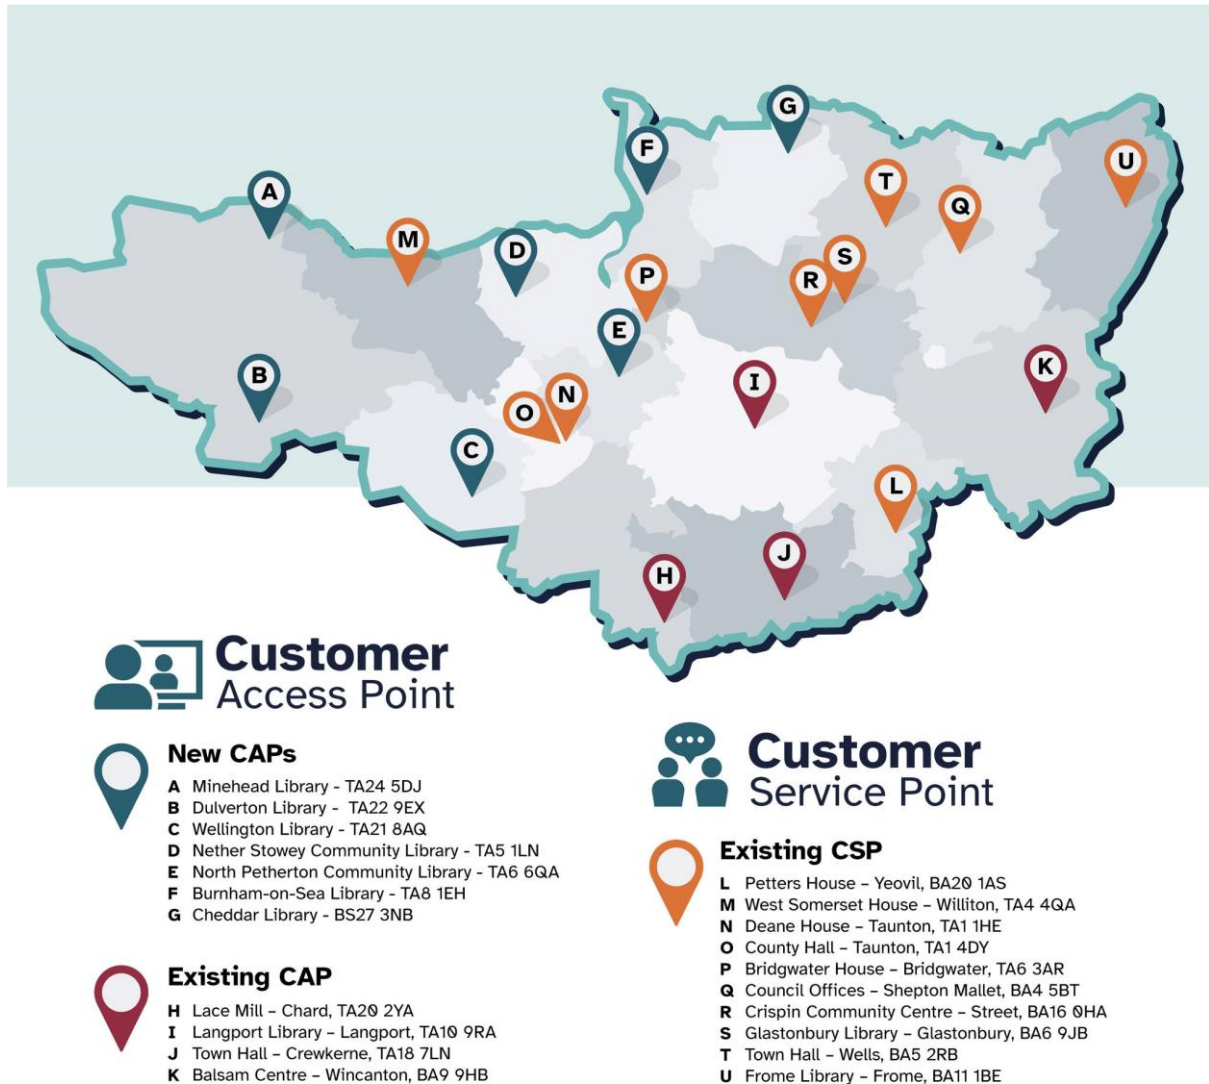 G
F
U
T
A
Q
M
D
S
P
R
E
K
B
I
N
O
C
L
J
H
Customer
Access Point
New CAPs
A Minehead Library - TA24 5DJ
B Dulverton Library - TA22 9EX
C Wellington Library - TA21 8AQ
D Nether Stowey Community Library - TA5 1LN
E North Petherton Community Library - TA6 6QA
F Burnham-on-Sea Library - TA8 1EH
G Cheddar Library - BS27 3NB
Existing CAP
H Lace Mill – Chard, TA20 2YA
I Langport Library – Langport, TA10 9RA
J Town Hall – Crewkerne, TA18 7LN
K Balsam Centre – Wincanton, BA9 9HB
Customer
Service Point
Existing CSP
L Petters House – Yeovil, BA20 1AS
M West Somerset House – Williton, TA4 4QA
N Deane House – Taunton, TA1 1HE
O County Hall – Taunton, TA1 4DY
P Bridgwater House – Bridgwater, TA6 3AR
Q Council Offices – Shepton Mallet, BA4 5BT
R Crispin Community Centre – Street, BA16 0HA
S Glastonbury Library – Glastonbury, BA6 9JB
T Town Hall – Wells, BA5 2RB
U Frome Library – Frome, BA11 1BE